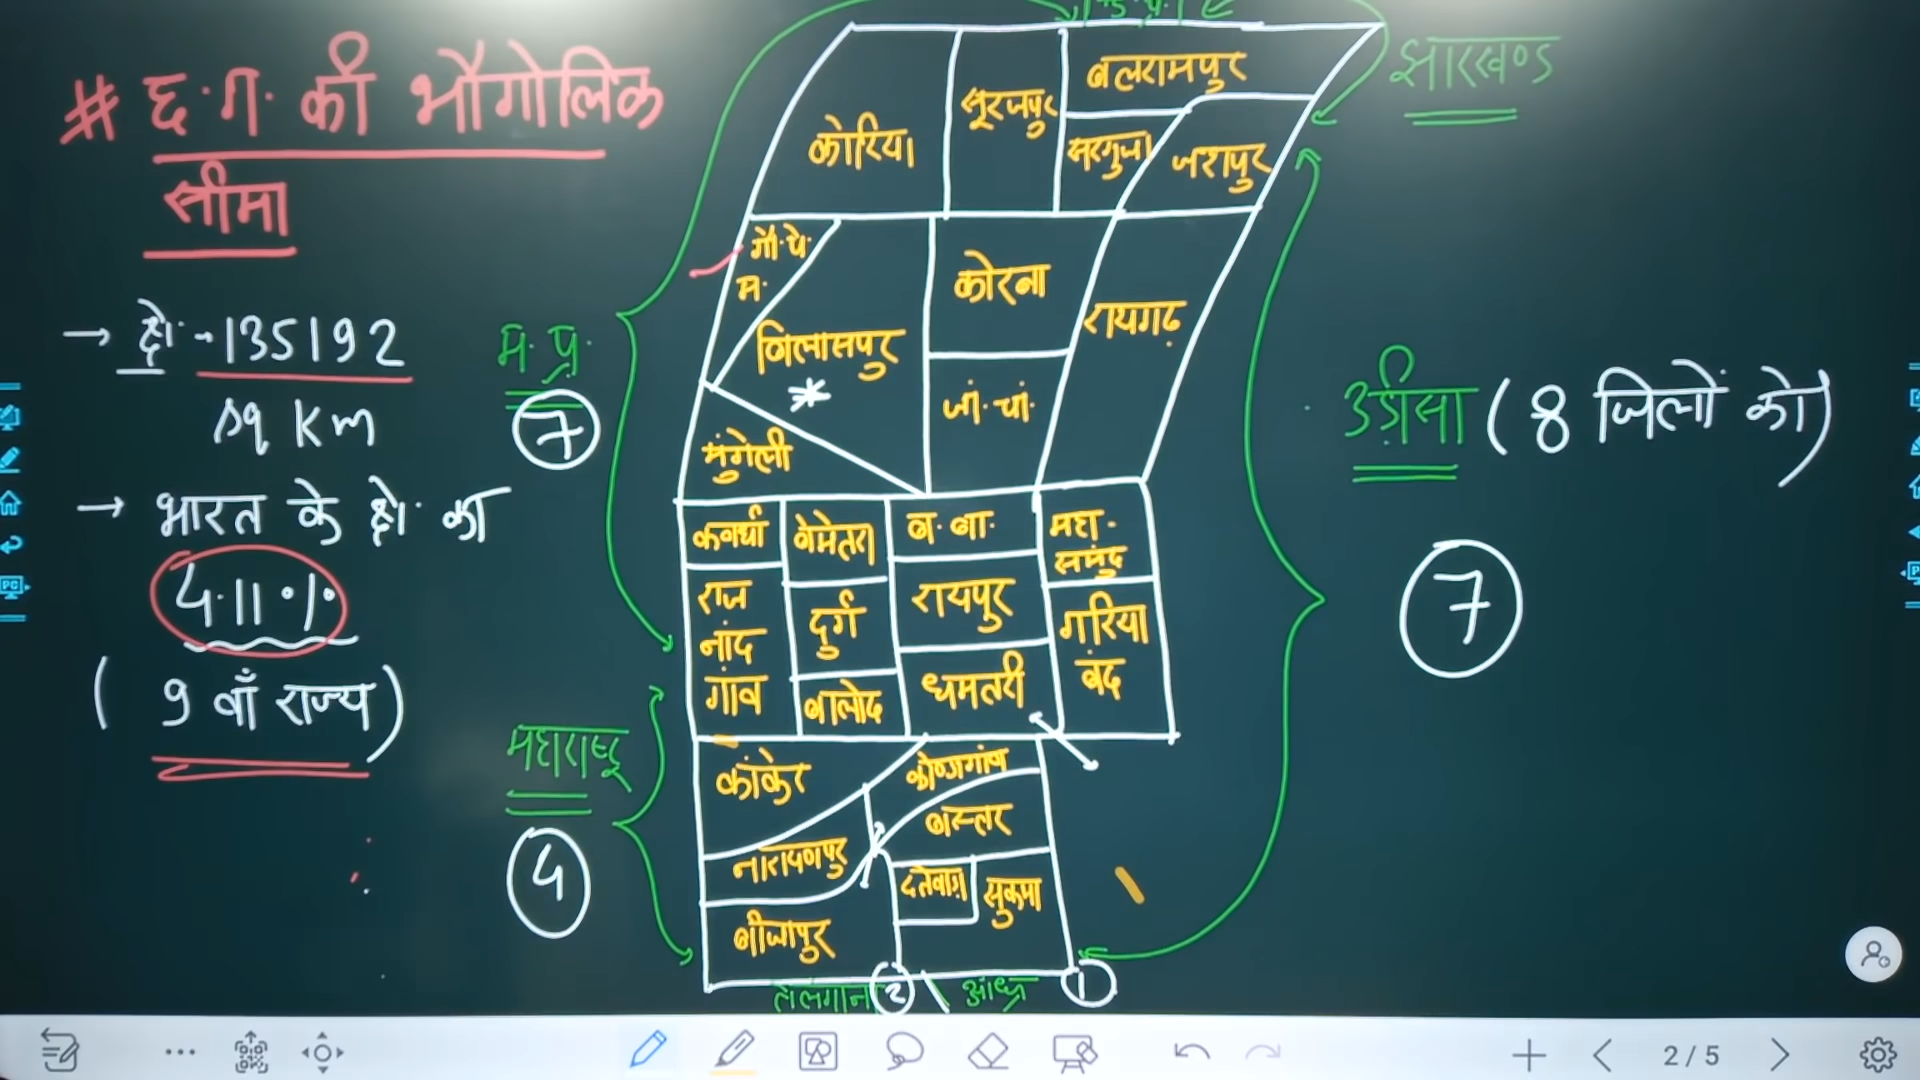 # छ.ग. की भौगोलिक
सीमा
→ क्षे.-135192
sq km
→ भारत के क्षे. का
4.11%
( 9 वाँ राज्य )
म.प्र.
7
महाराष्ट्र
4
झारखण्ड
उड़ीसा ( 8 जिलों को )
7
कोरिया
सूरजपुर
बलरामपुर
सरगुजा
जशपुर
गौ.पे.
म.
बिलासपुर
*
मुंगेली
कोरबा
जां.चां.
रायगढ़
कवर्धा
बेमेतरा
ब.बा.
महा-
समुंद
राज
नांद
गांव
दुर्ग
बालोद
रायपुर
धमतरी
गरिया
बंद
कांकेर
कोण्डागांव
बस्तर
नारायणपुर
दंतेवाड़ा
सुकमा
बीजापुर
तेलंगाना
2
आंध्र
1
2 / 5